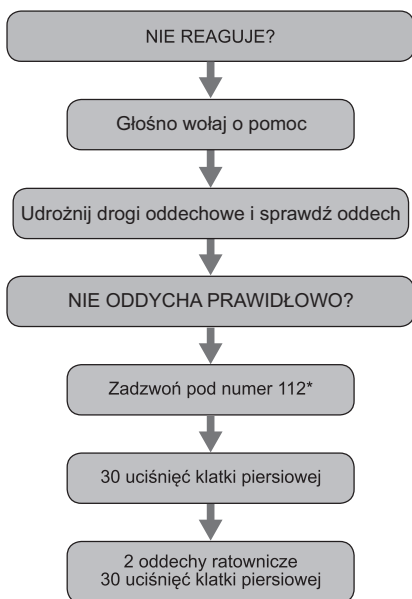 NIE REAGUJE?
Głośno wołaj o pomoc
Udrożnij drogi oddechowe i sprawdź oddech
NIE ODDYCHA PRAWIDŁOWO?
Zadzwoń pod numer 112*
30 uciśnięć klatki piersiowej
2 oddechy ratownicze
30 uciśnięć klatki piersiowej